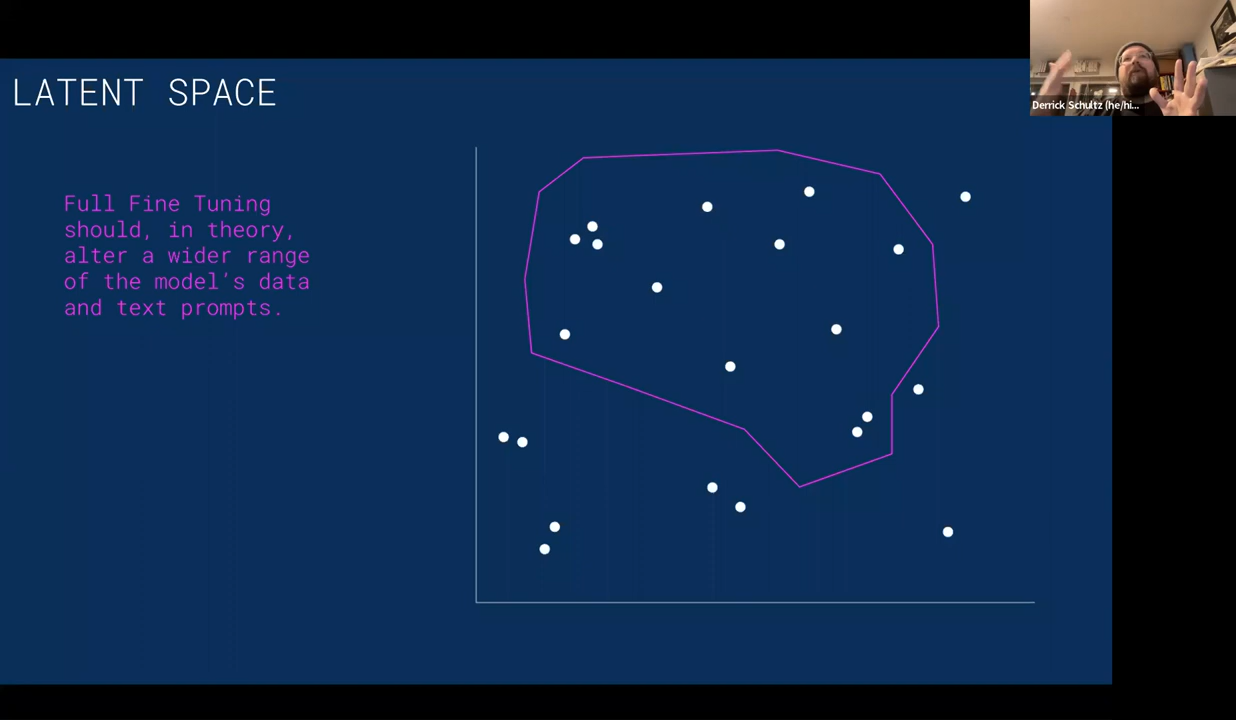 LATENT SPACE
Full Fine Tuning
should, in theory,
alter a wider range
of the model's data
and text prompts.
Derrick Schultz (he/hi...